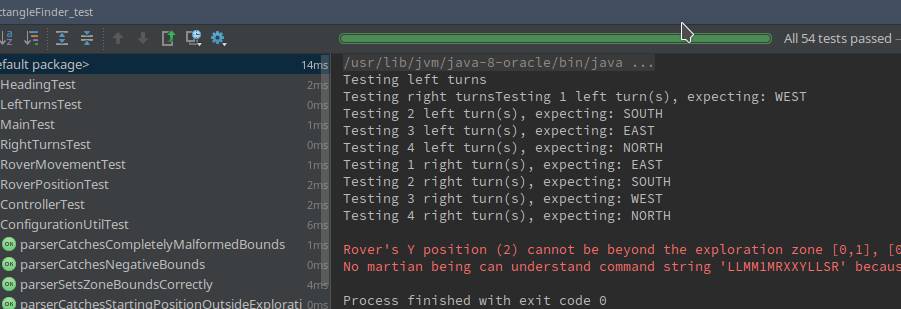 ctangleFinder_test
All 54 tests passed –
efault package> 14ms
HeadingTest 2ms
LeftTurnsTest 0ms
MainTest 1ms
RightTurnsTest 0ms
RoverMovementTest 1ms
RoverPositionTest 2ms
ControllerTest 2ms
ConfigurationUtilTest 6ms
OK parserCatchesCompletelyMalformedBounds 1ms
OK parserCatchesNegativeBounds 0ms
OK parserSetsZoneBoundsCorrectly 4ms
OK parserCatchesStartingPositionOutsideExplorati 0ms
/usr/lib/jvm/java-8-oracle/bin/java ...
Testing left turns
Testing right turnsTesting 1 left turn(s), expecting: WEST
Testing 2 left turn(s), expecting: SOUTH
Testing 3 left turn(s), expecting: EAST
Testing 4 left turn(s), expecting: NORTH
Testing 1 right turn(s), expecting: EAST
Testing 2 right turn(s), expecting: SOUTH
Testing 3 right turn(s), expecting: WEST
Testing 4 right turn(s), expecting: NORTH
Rover's Y position (2) cannot be beyond the exploration zone [0,1], [0
No martian being can understand command string 'LLMM1MRXXYLLSR' becaus
Process finished with exit code 0